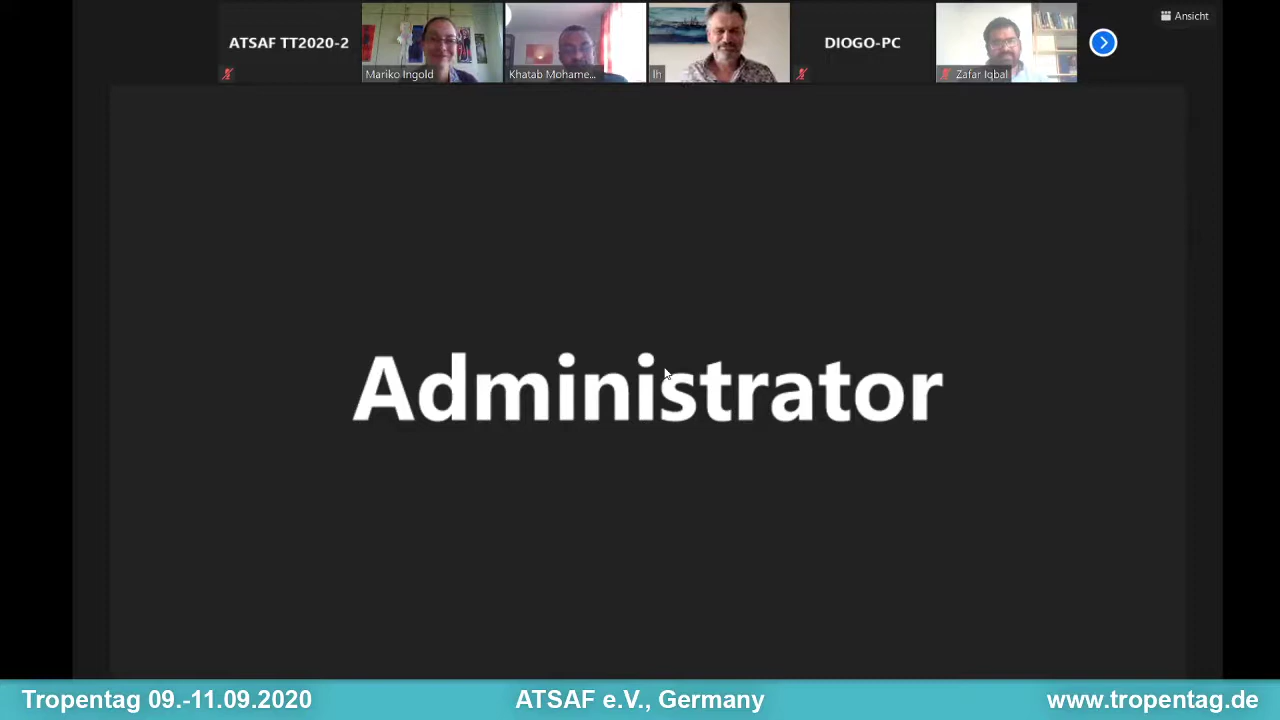 ATSAF TT2020-2
Mariko Ingold
Khatab Mohame...
lh
DIOGO-PC
Zafar Iqbal
Ansicht
Administrator
Tropentag 09.-11.09.2020
ATSAF e.V., Germany
www.tropentag.de